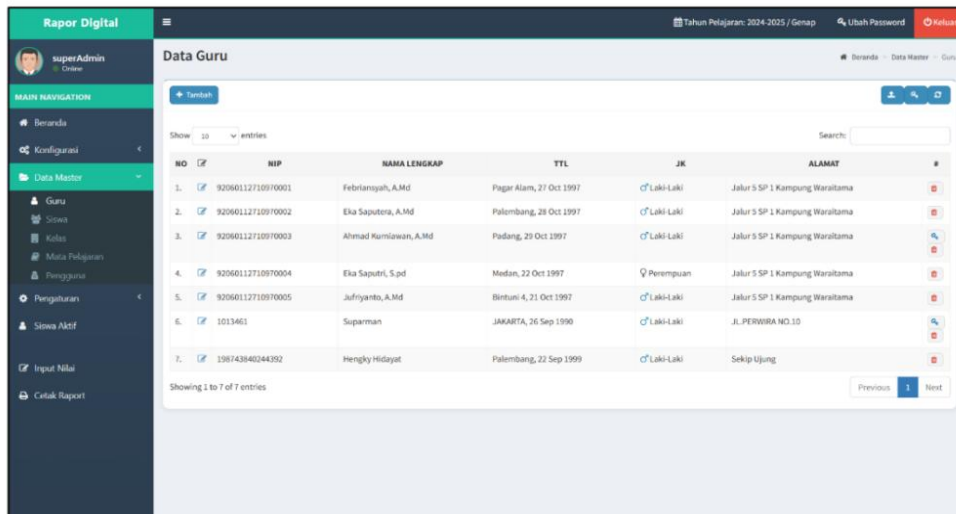 Rapor Digital
Tahun Pelajaran: 2024-2025 / Genap Ubah Password Keluar
superAdmin
Online
Data Guru
Beranda Data Master Guru
MAIN NAVIGATION
Tambah
Beranda
Show 10 entries Search:
Konfigurasi
NO NIP NAMA LENGKAP TTL JK ALAMAT #
Data Master
1. 92060112710970001 Febriansyah, A.Md Pagar Alam, 27 Oct 1997 Laki-Laki Jalur 5 SP 1 Kampung Waraitama
Guru
2. 92060112710970002 Eka Saputera, A.Md Palembang, 28 Oct 1997 Laki-Laki Jalur 5 SP 1 Kampung Waraitama
Siswa
3. 92060112710970003 Ahmad Kurniawan, A.Md Padang, 29 Oct 1997 Laki-Laki Jalur 5 SP 1 Kampung Waraitama
Kelas
Mata Pelajaran
4. 92060112710970004 Eka Saputri, S.pd Medan, 22 Oct 1997 Perempuan Jalur 5 SP 1 Kampung Waraitama
Pengguna
5. 92060112710970005 Jufriyanto, A.Md Bintuni 4, 21 Oct 1997 Laki-Laki Jalur 5 SP 1 Kampung Waraitama
Pengaturan
6. 1013461 Suparman JAKARTA, 26 Sep 1990 Laki-Laki JL.PERWIRA NO.10
Siswa Aktif
7. 198743840244392 Hengky Hidayat Palembang, 22 Sep 1999 Laki-Laki Sekip Ujung
Input Nilai
Showing 1 to 7 of 7 entries Previous 1 Next
Cetak Raport